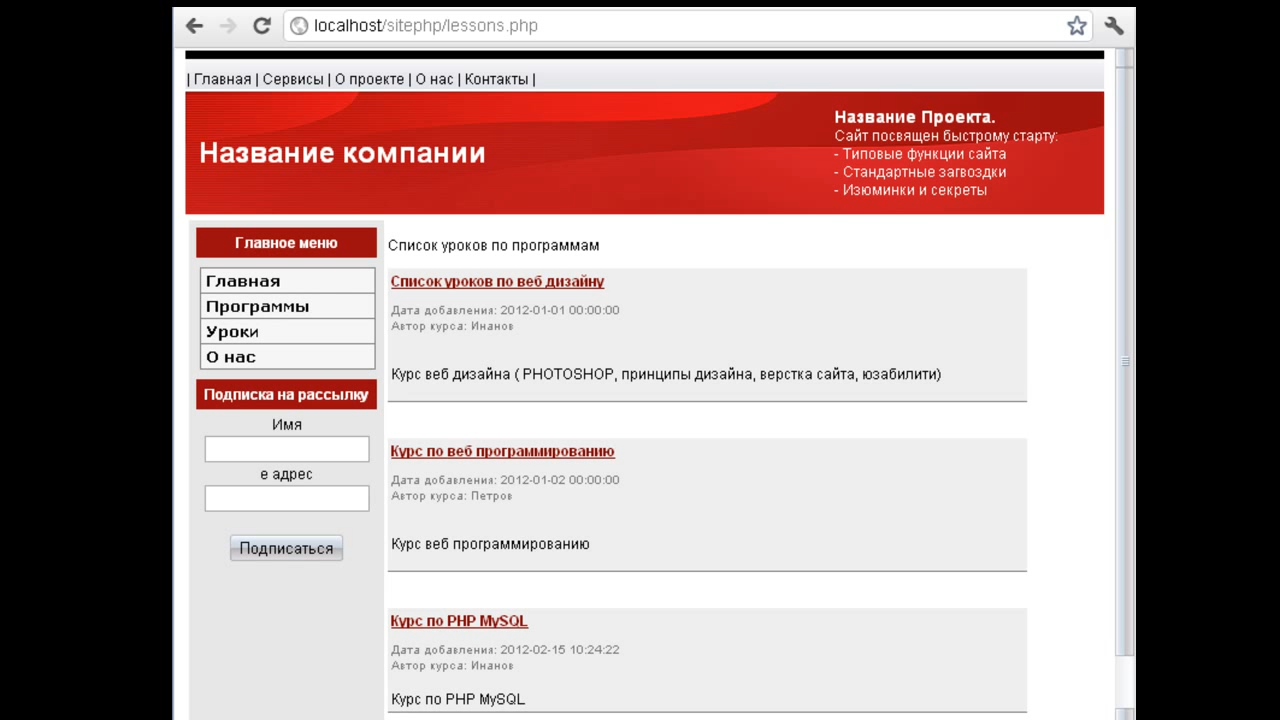 localhost/sitephp/lessons.php
| Главная | Сервисы | О проекте | О нас | Контакты |
Название компании
Название Проекта.
Сайт посвящен быстрому старту:
- Типовые функции сайта
- Стандартные загвоздки
- Изюминки и секреты
Главное меню
Главная
Программы
Уроки
О нас
Подписка на рассылку
Имя
е адрес
Подписаться
Список уроков по программам
Список уроков по веб дизайну
Дата добавления: 2012-01-01 00:00:00
Автор курса: Инанов
Курс веб дизайна ( PHOTOSHOP, принципы дизайна, верстка сайта, юзабилити)
Курс по веб программированию
Дата добавления: 2012-01-02 00:00:00
Автор курса: Петров
Курс веб программированию
Курс по PHP MySQL
Дата добавления: 2012-02-15 10:24:22
Автор курса: Инанов
Курс по PHP MySQL